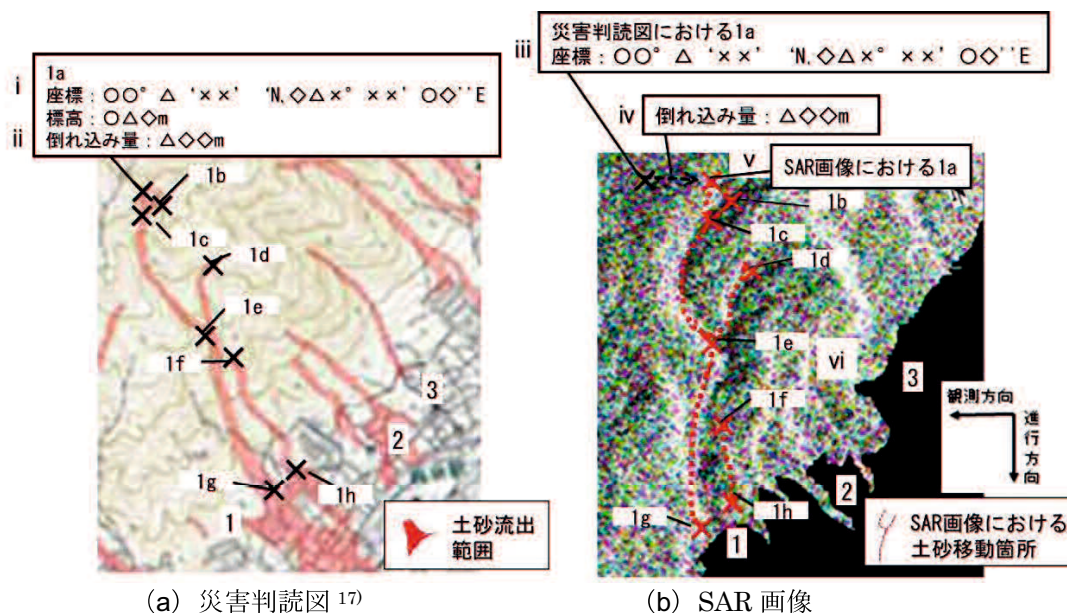 i
1a
座標：○○° △ ‘××’ ‘N, ◇△×° ××’ ○◇’’E
標高：○△◇m
ii
倒れ込み量：△◇◇m
1b
1c
1d
1e
1f
1g
1h
1
2
3
土砂流出
範囲
(a) 災害判読図 17)
iii
災害判読図における1a
座標：○○° △ ‘××’ ‘N, ◇△×° ××’ ○◇’’E
iv
倒れ込み量：△◇◇m
v
SAR画像における1a
1b
1c
1d
1e
vi
1f
1g
1h
1
2
3
観測方向
進行方向
SAR画像における
土砂移動箇所
(b) SAR 画像